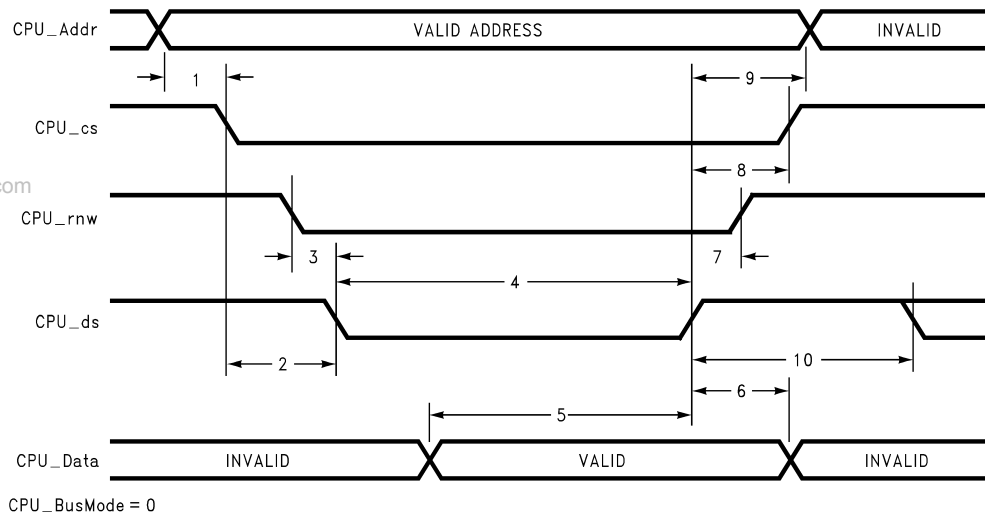 CPU_Addr VALID ADDRESS INVALID
1 9
CPU_cs
8
com
CPU_rnw
3 7
4
CPU_ds
2 10
6
5
CPU_Data INVALID VALID INVALID
CPU_BusMode = 0